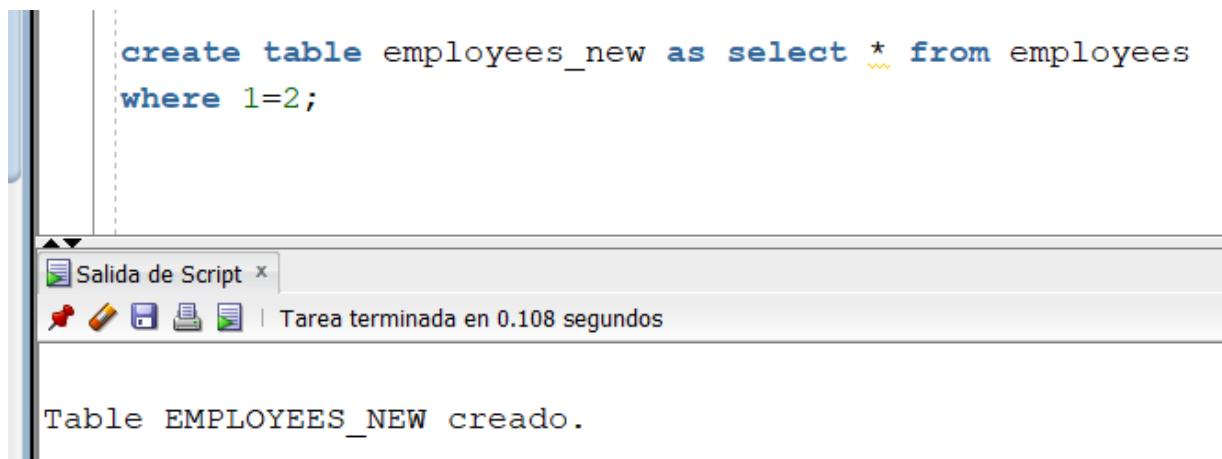 create table employees_new as select * from employees
where 1=2;
Salida de Script x
Tarea terminada en 0.108 segundos
Table EMPLOYEES_NEW creado.